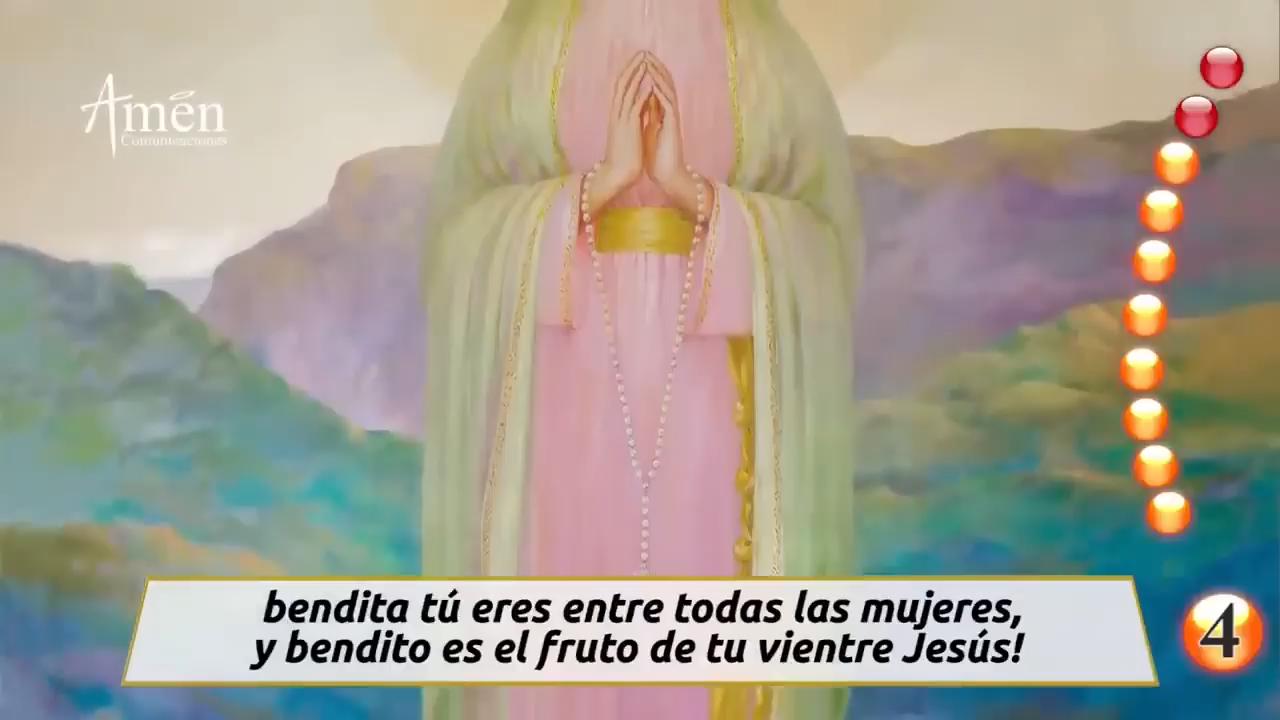 Amén
Comunicaciones
bendita tú eres entre todas las mujeres,
y bendito es el fruto de tu vientre Jesús!
4